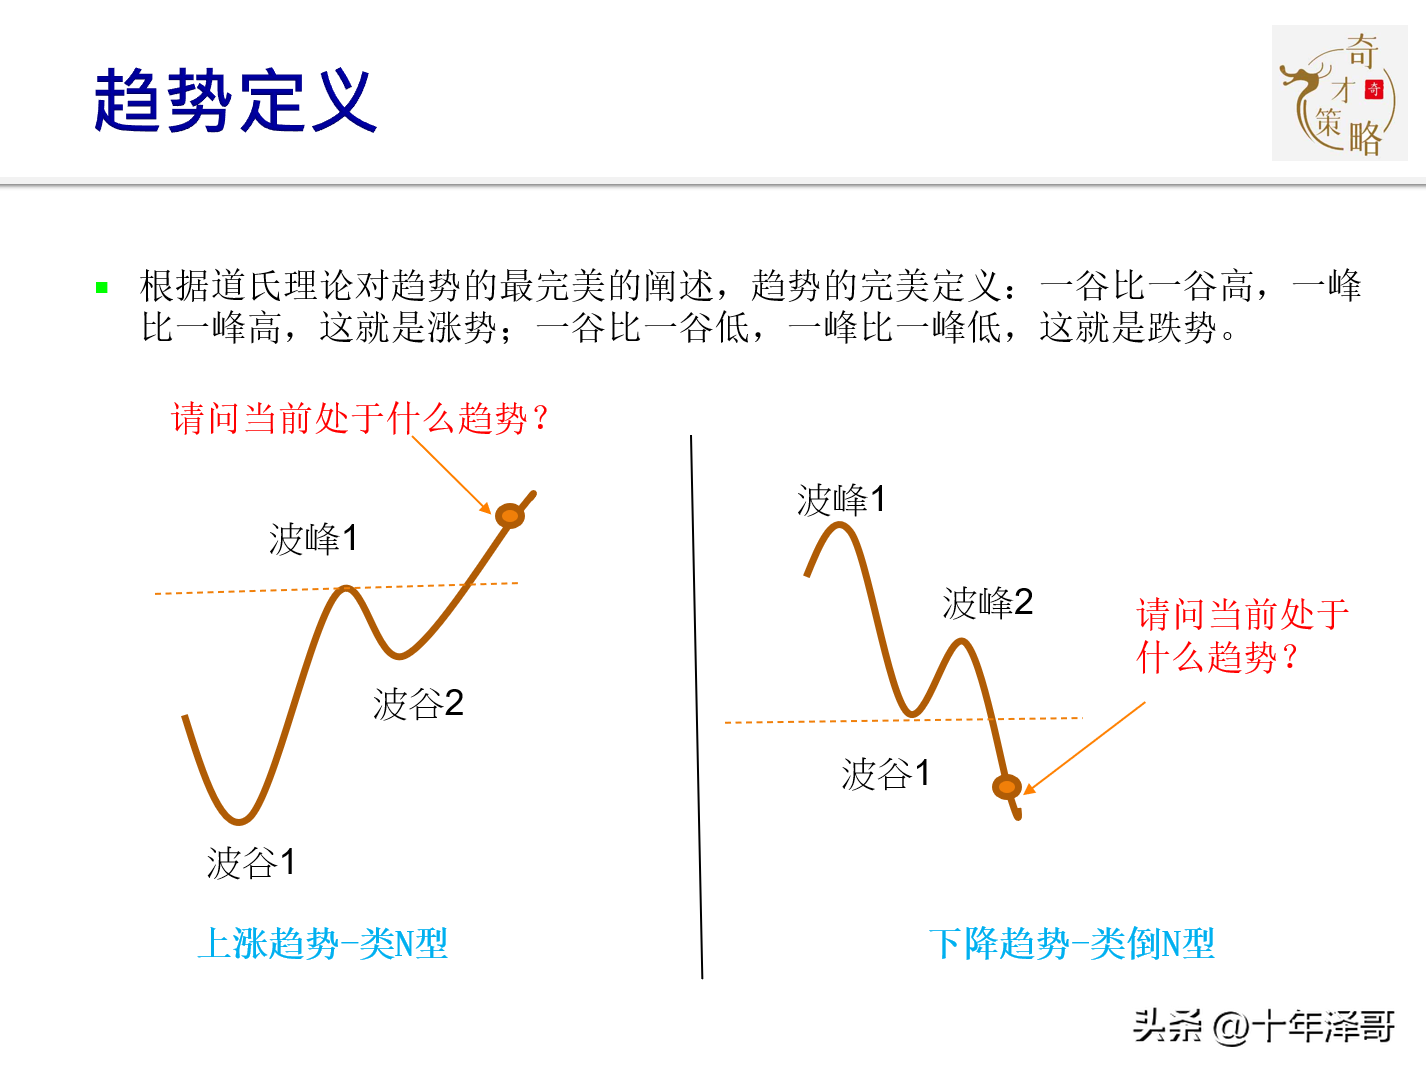 趋势定义
奇
才
奇
策
略
根据道氏理论对趋势的最完美的阐述，趋势的完美定义：一谷比一谷高，一峰
比一峰高，这就是涨势；一谷比一谷低，一峰比一峰低，这就是跌势。
请问当前处于什么趋势？
波峰1
波谷2
波谷1
上涨趋势-类N型
波峰1
波峰2
请问当前处于
什么趋势？
波谷1
下降趋势-类倒N型
头条 @十年泽哥